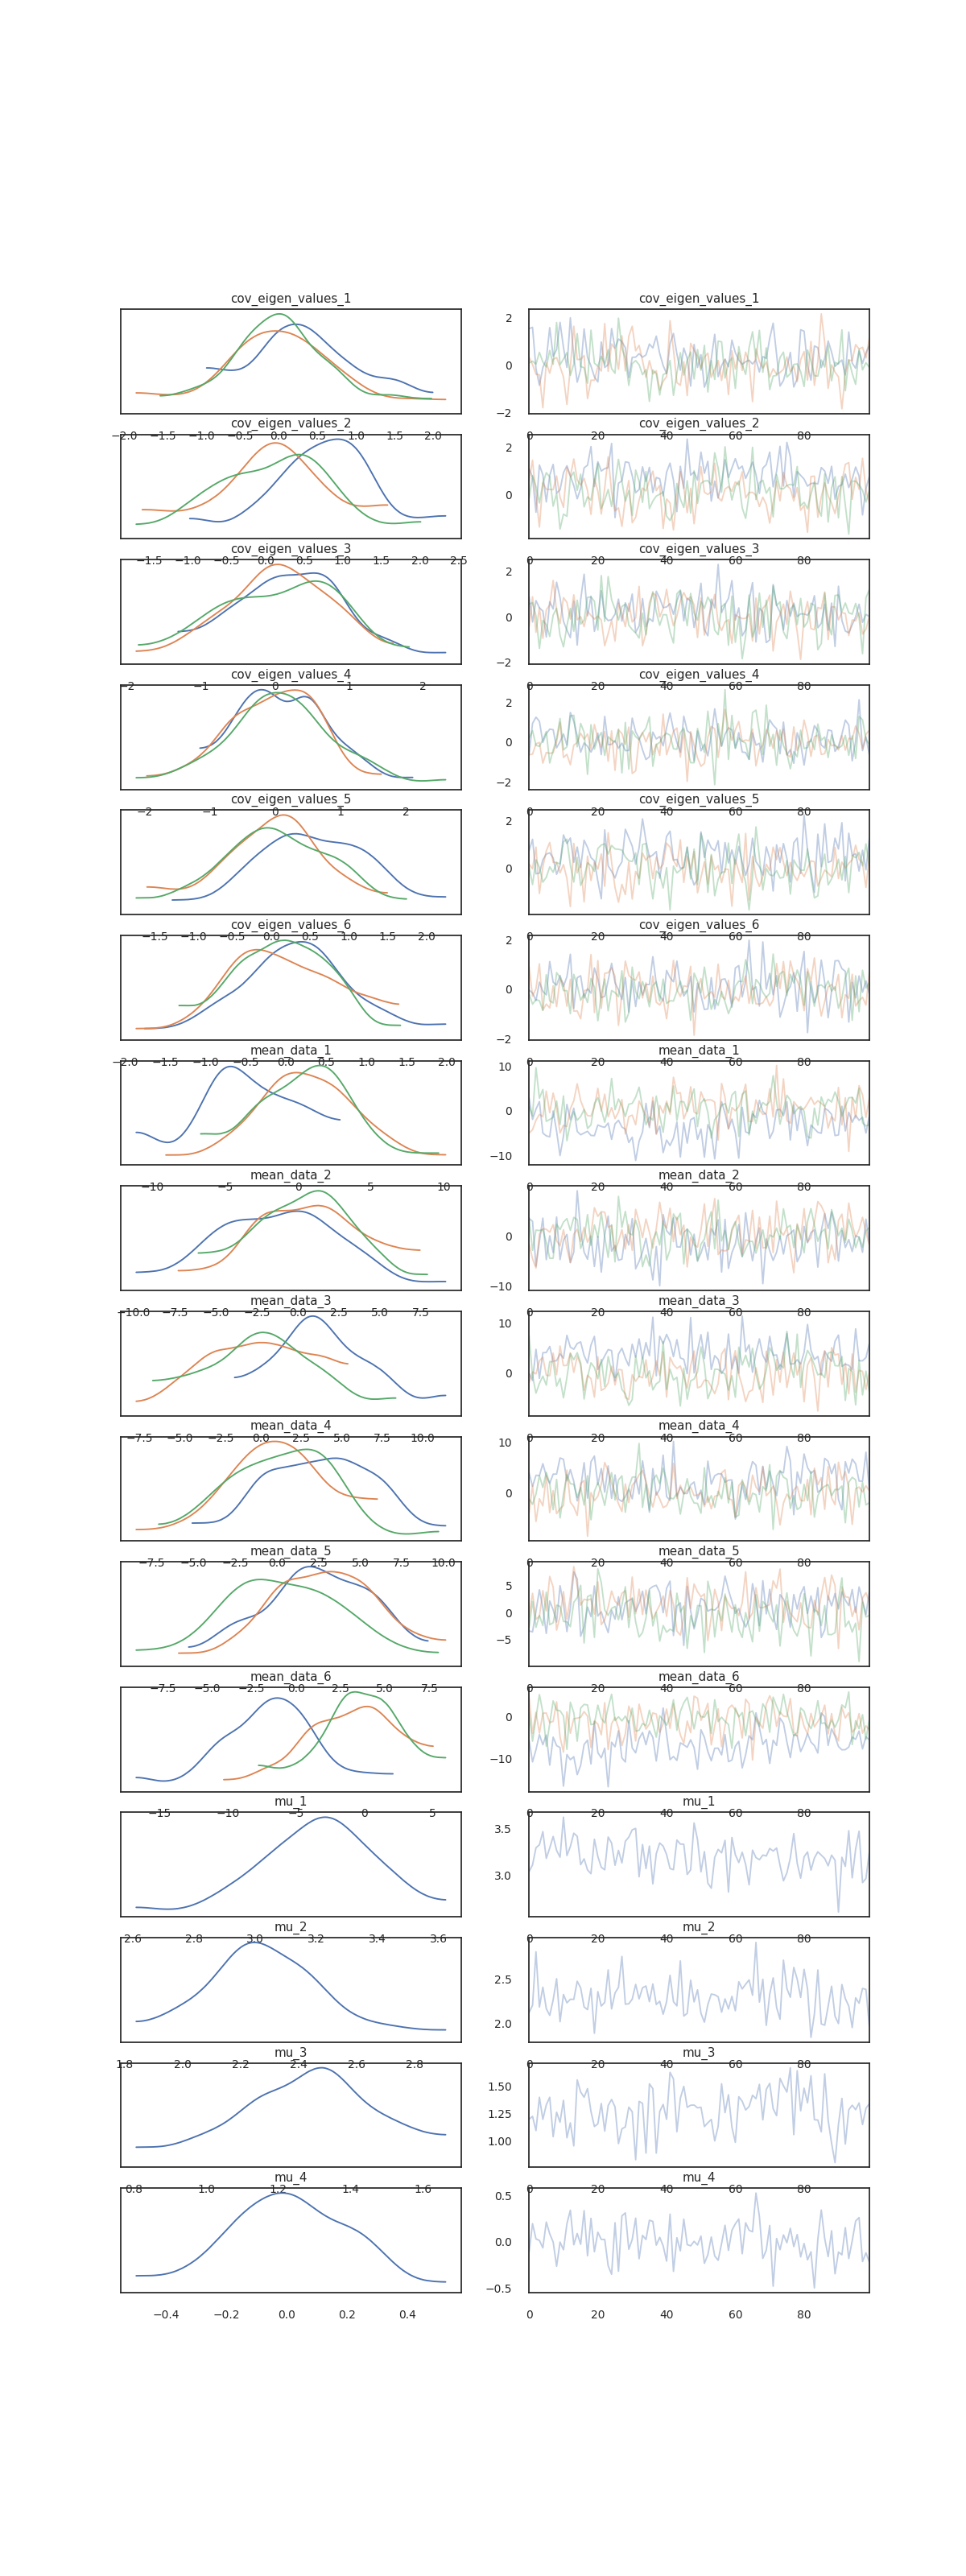 cov_eigen_values_1 cov_eigen_values_1
2
0
−2
−2.0 −1.5 −1.0 −0.5 0.0 0.5 1.0 1.5 2.0 0 20 40 60 80
cov_eigen_values_2 cov_eigen_values_2
2
0
−1.5 −1.0 −0.5 0.0 0.5 1.0 1.5 2.0 2.5 0 20 40 60 80
cov_eigen_values_3 cov_eigen_values_3
2
0
−2
−2 −1 0 1 2 0 20 40 60 80
cov_eigen_values_4 cov_eigen_values_4
2
0
−2
−2 −1 0 1 2 0 20 40 60 80
cov_eigen_values_5 cov_eigen_values_5
2
0
−1.5 −1.0 −0.5 0.0 0.5 1.0 1.5 2.0 0 20 40 60 80
cov_eigen_values_6 cov_eigen_values_6
2
0
−2
−2.0 −1.5 −1.0 −0.5 0.0 0.5 1.0 1.5 2.0 0 20 40 60 80
mean_data_1 mean_data_1
10
0
−10
−10 −5 0 5 10 0 20 40 60 80
mean_data_2 mean_data_2
0
−10
−10.0 −7.5 −5.0 −2.5 0.0 2.5 5.0 7.5 0 20 40 60 80
mean_data_3 mean_data_3
10
0
−7.5 −5.0 −2.5 0.0 2.5 5.0 7.5 10.0 0 20 40 60 80
mean_data_4 mean_data_4
10
0
−7.5 −5.0 −2.5 0.0 2.5 5.0 7.5 10.0 0 20 40 60 80
mean_data_5 mean_data_5
5
0
−5
−7.5 −5.0 −2.5 0.0 2.5 5.0 7.5 0 20 40 60 80
mean_data_6 mean_data_6
0
−10
−15 −10 −5 0 5 0 20 40 60 80
mu_1 mu_1
3.5
3.0
2.6 2.8 3.0 3.2 3.4 3.6 0 20 40 60 80
mu_2 mu_2
2.5
2.0
1.8 2.0 2.2 2.4 2.6 2.8 0 20 40 60 80
mu_3 mu_3
1.50
1.25
1.00
0.8 1.0 1.2 1.4 1.6 0 20 40 60 80
mu_4 mu_4
0.5
0.0
−0.5
−0.4 −0.2 0.0 0.2 0.4 0 20 40 60 80